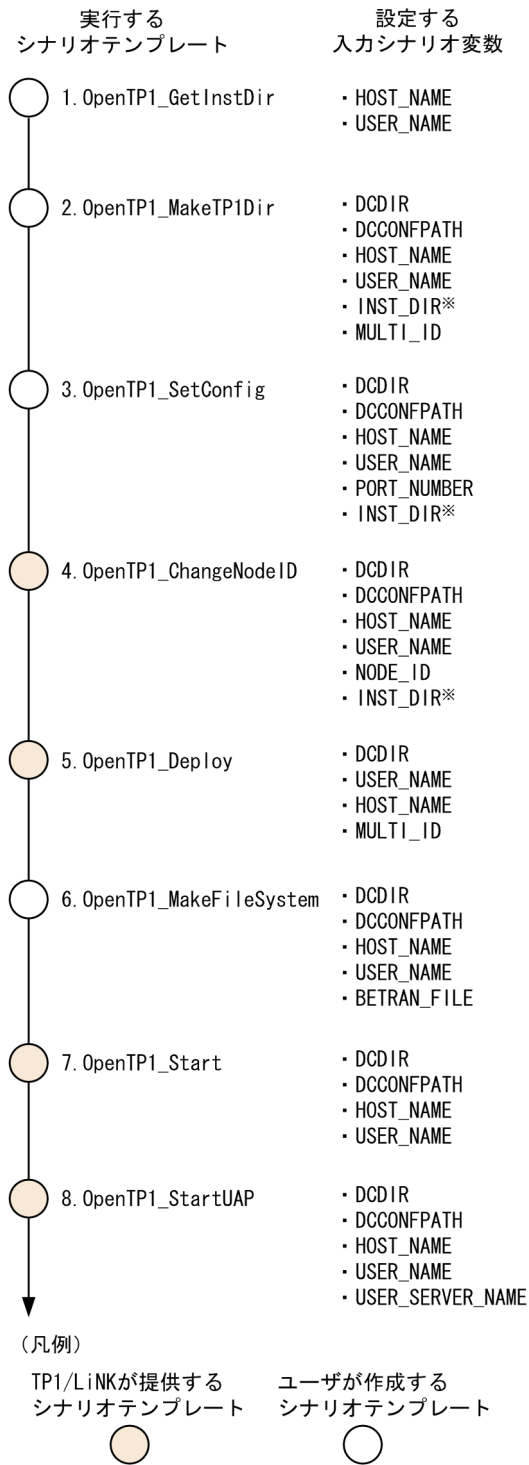 実行する
シナリオテンプレート
設定する
入力シナリオ変数
1.OpenTP1_GetInstDir
・HOST_NAME
・USER_NAME
2.OpenTP1_MakeTP1Dir
・DCDIR
・DCCONFPATH
・HOST_NAME
・USER_NAME
・INST_DIR※
・MULTI_ID
3.OpenTP1_SetConfig
・DCDIR
・DCCONFPATH
・HOST_NAME
・USER_NAME
・PORT_NUMBER
・INST_DIR※
4.OpenTP1_ChangeNodeID
・DCDIR
・DCCONFPATH
・HOST_NAME
・USER_NAME
・NODE_ID
・INST_DIR※
5.OpenTP1_Deploy
・DCDIR
・USER_NAME
・HOST_NAME
・MULTI_ID
6.OpenTP1_MakeFileSystem
・DCDIR
・DCCONFPATH
・HOST_NAME
・USER_NAME
・BETRAN_FILE
7.OpenTP1_Start
・DCDIR
・DCCONFPATH
・HOST_NAME
・USER_NAME
8.OpenTP1_StartUAP
・DCDIR
・DCCONFPATH
・HOST_NAME
・USER_NAME
・USER_SERVER_NAME
(凡例)
TP1/LiNKが提供する
シナリオテンプレート
ユーザが作成する
シナリオテンプレート